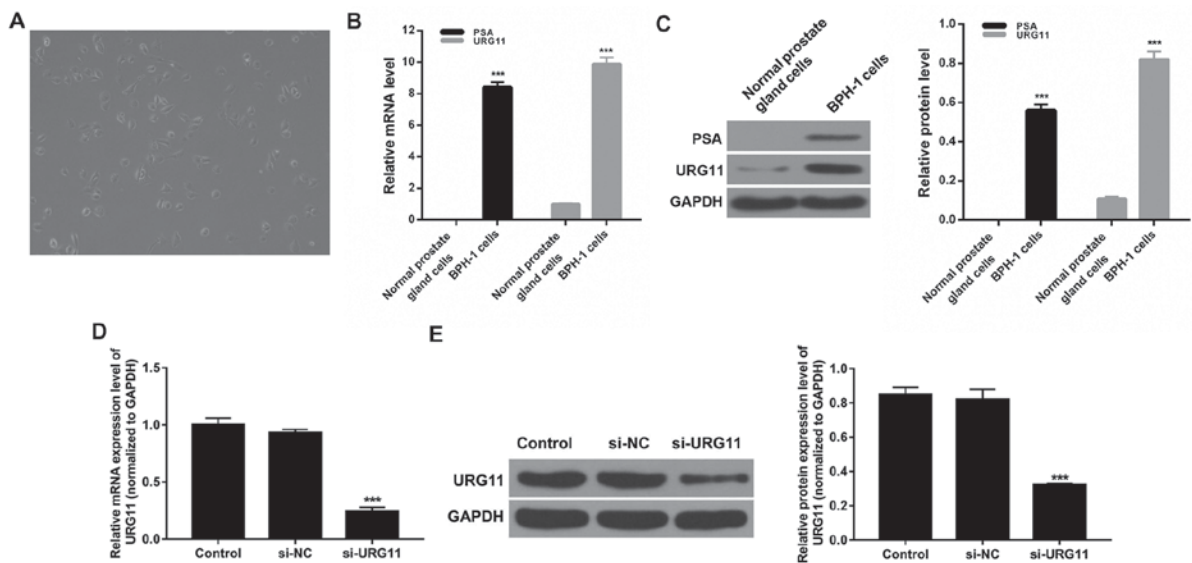 A
B
PSA
URG11
Relative mRNA level
12
10
8
6
4
2
0
***
***
Normal prostate
gland cells
BPH-1 cells
Normal prostate
gland cells
BPH-1 cells
C
Normal prostate
gland cells
BPH-1 cells
PSA
URG11
GAPDH
PSA
URG11
Relative protein level
1.0
0.8
0.6
0.4
0.2
0.0
***
***
Normal prostate
gland cells
BPH-1 cells
Normal prostate
gland cells
BPH-1 cells
D
Relative mRNA expression level of
URG11 (normalized to GAPDH)
1.5
1.0
0.5
0.0
***
Control
si-NC
si-URG11
E
Control si-NC si-URG11
URG11
GAPDH
Relative protein expression level of
URG11 (normalized to GAPDH)
1.0
0.8
0.6
0.4
0.2
0.0
***
Control
si-NC
si-URG11